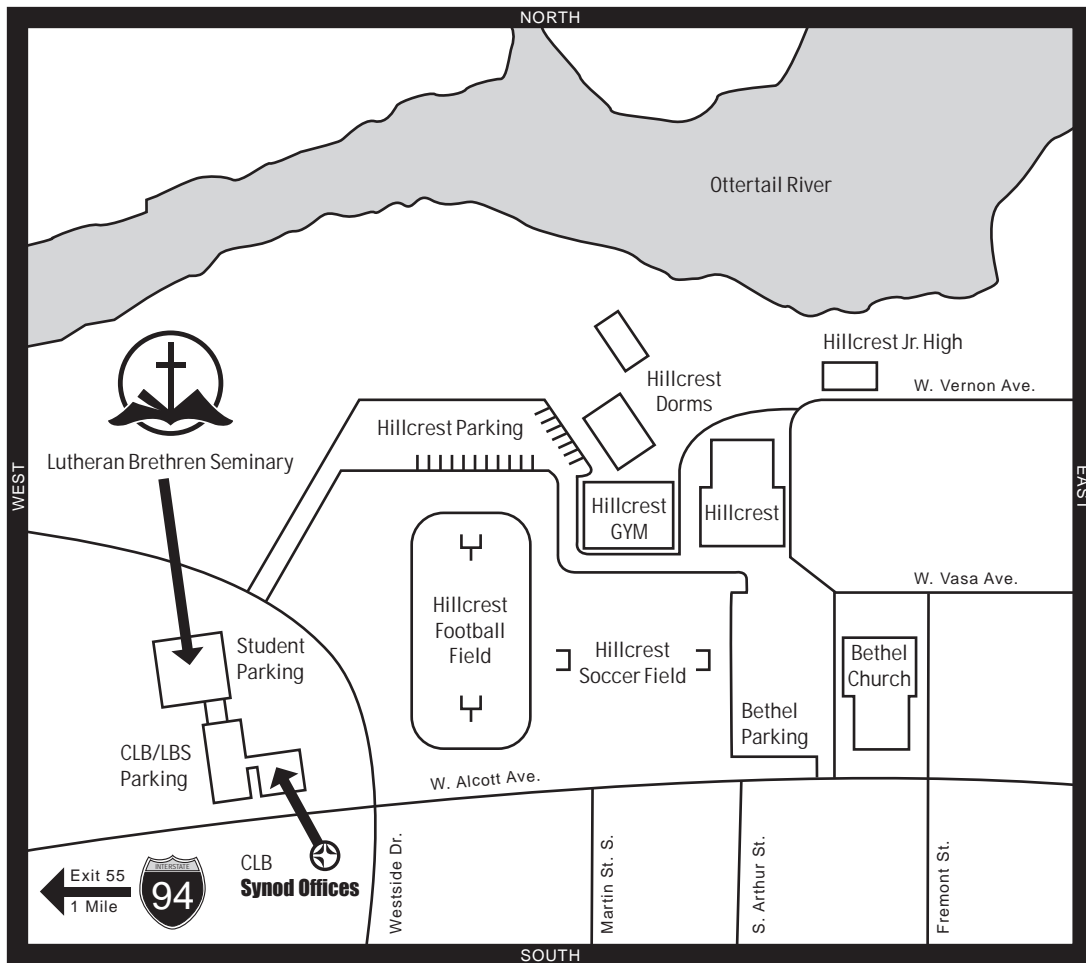 NORTH
Ottertail River
Hillcrest Jr. High
W. Vernon Ave.
Hillcrest
Dorms
Hillcrest Parking
Lutheran Brethren Seminary
WEST
EAST
Hillcrest
GYM
Hillcrest
W. Vasa Ave.
Hillcrest
Football
Field
Student
Parking
Hillcrest
Soccer Field
Bethel
Church
Bethel
Parking
CLB/LBS
Parking
W. Alcott Ave.
Exit 55
1 Mile
INTERSTATE
94
CLB
Synod Offices
Westside Dr.
Martin St. S.
S. Arthur St.
Fremont St.
SOUTH